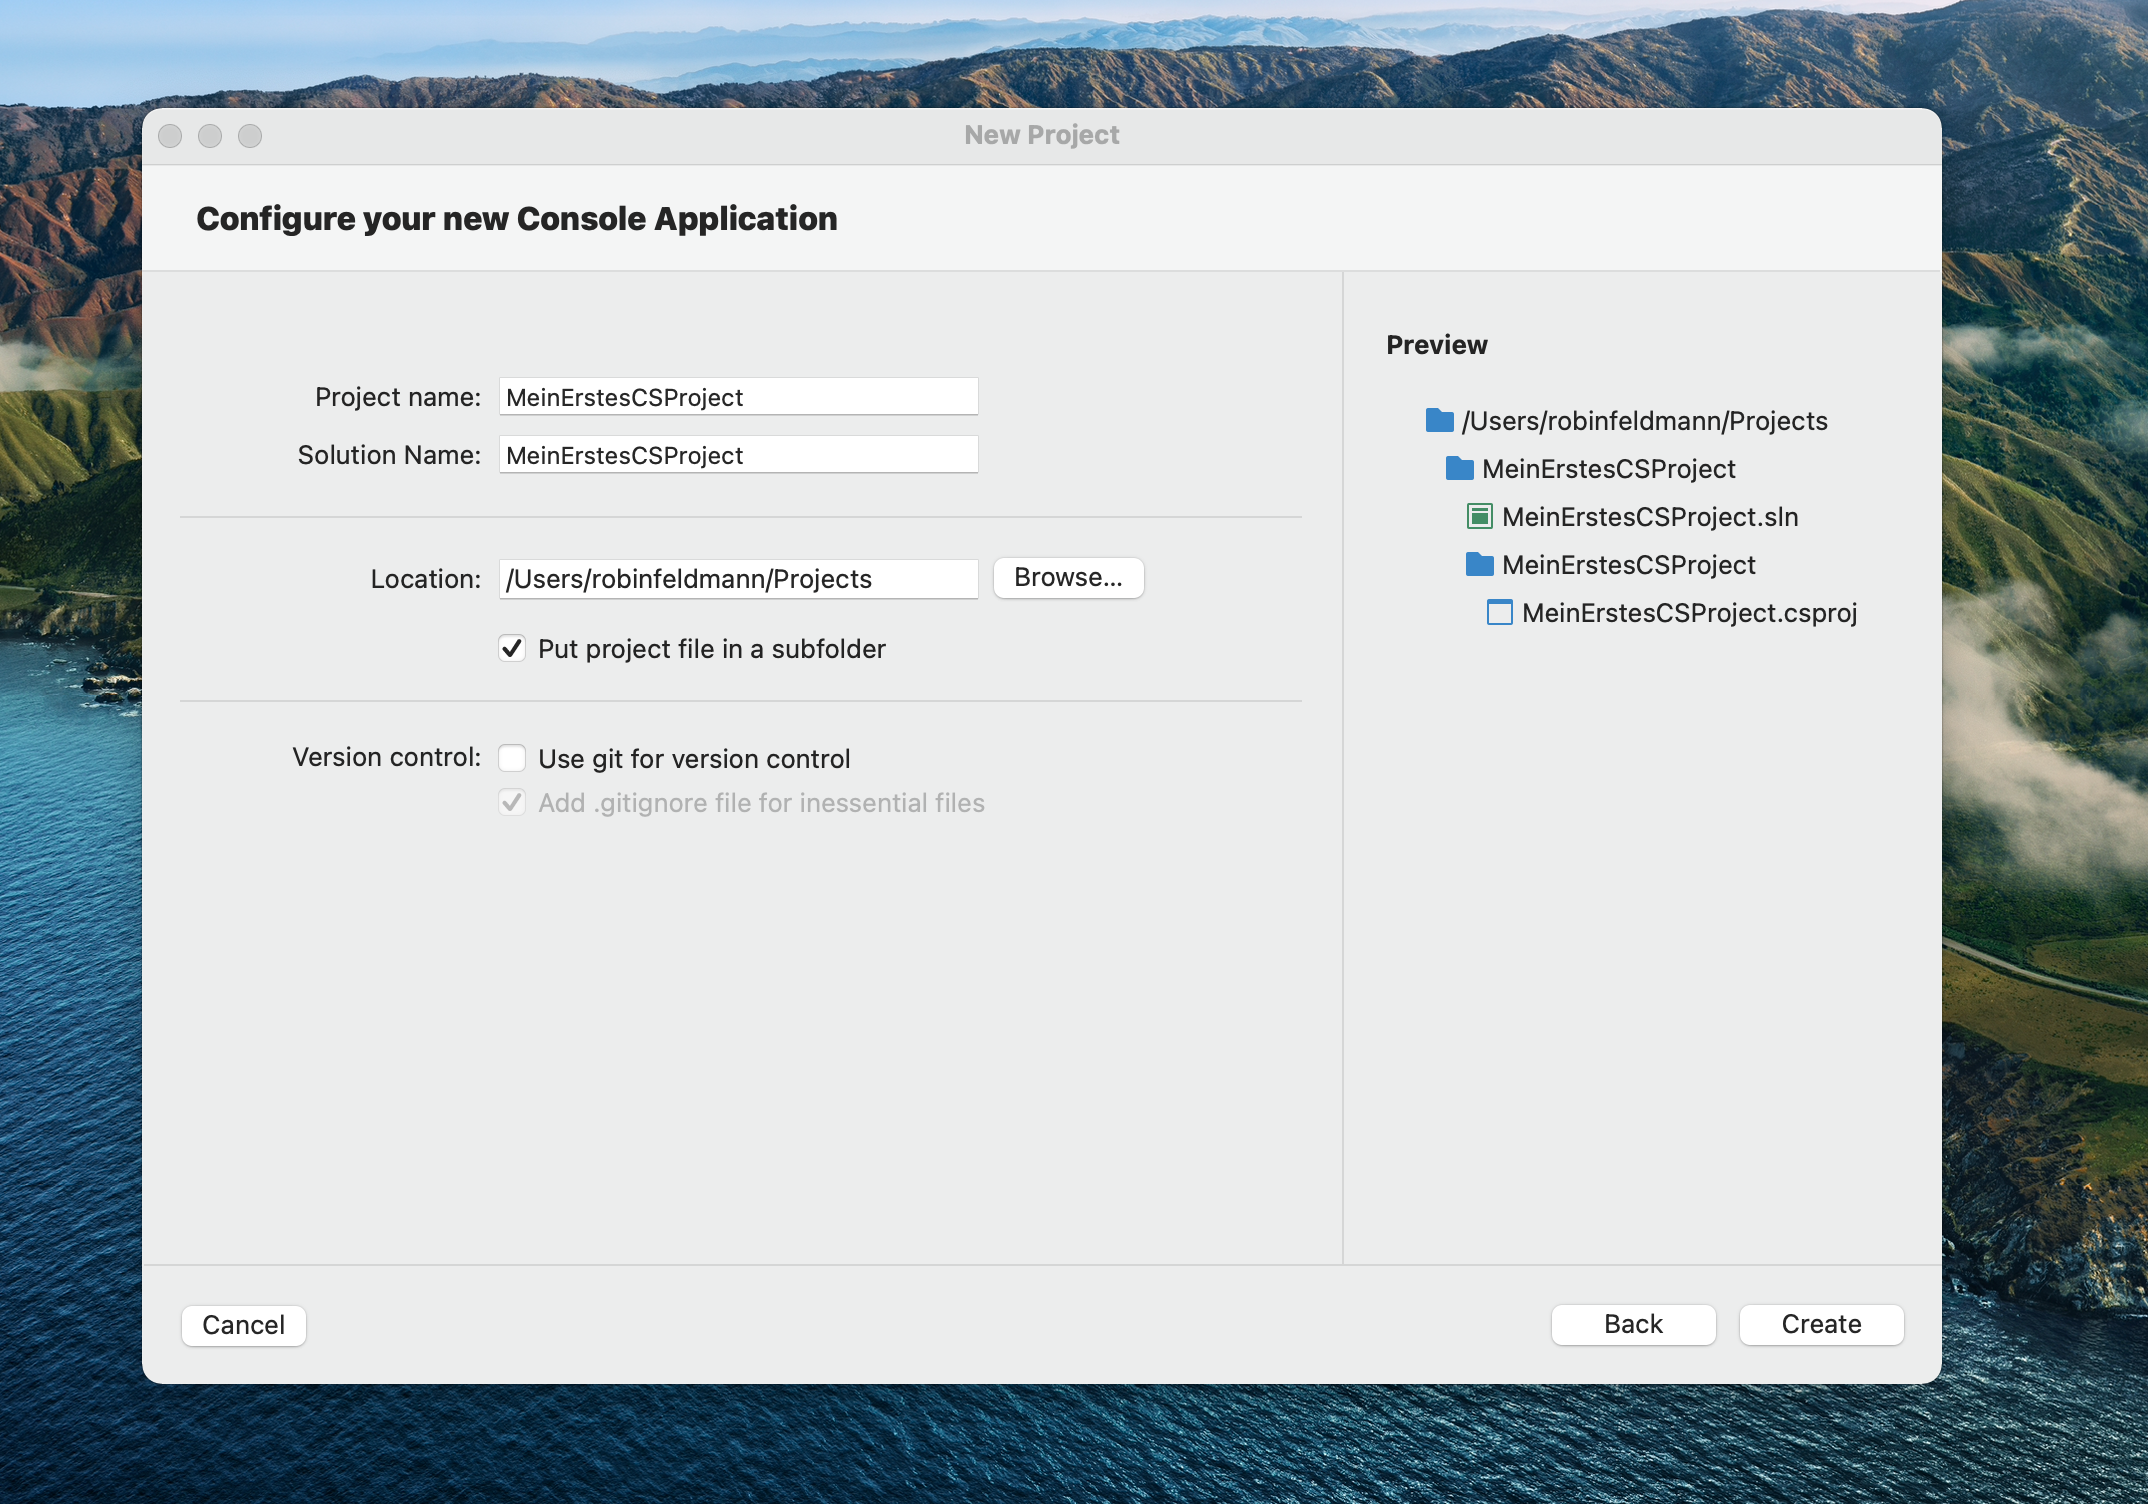 New Project
Configure your new Console Application
Project name: MeinErstesCSProject
Solution Name: MeinErstesCSProject
Location: /Users/robinfeldmann/Projects Browse...
Put project file in a subfolder
Version control: Use git for version control
Add .gitignore file for inessential files
Preview
/Users/robinfeldmann/Projects
MeinErstesCSProject
MeinErstesCSProject.sln
MeinErstesCSProject
MeinErstesCSProject.csproj
Cancel Back Create